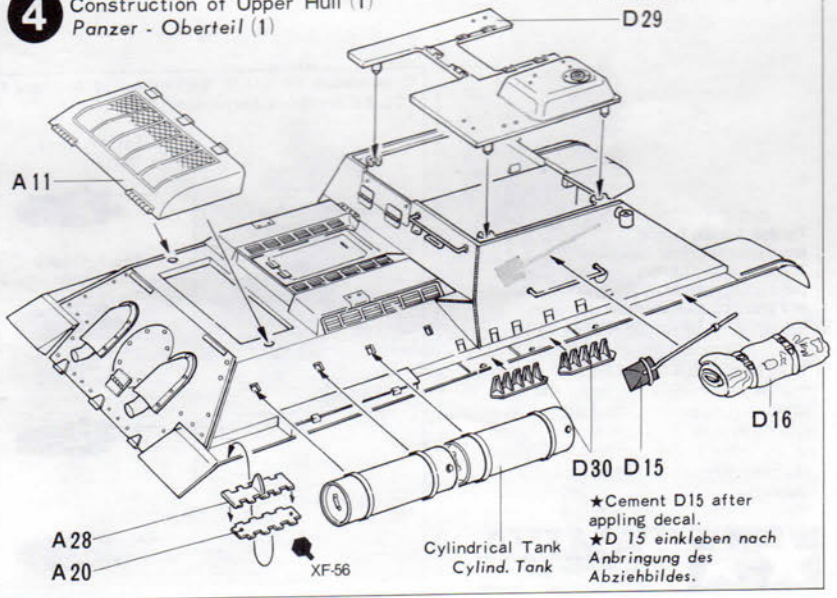 4
Construction of Upper Hull (1)
Panzer - Oberteil (1)
D29
A11
D16
D30 D15
★Cement D15 after
appling decal.
★D 15 einkleben nach
Anbringung des
Abziehbildes.
A28
A20
XF-56
Cylindrical Tank
Cylind. Tank